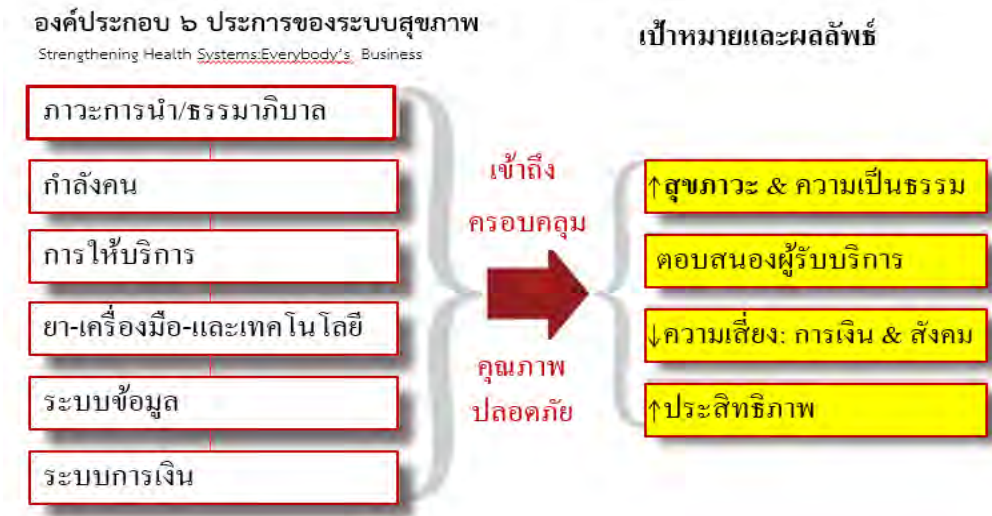 องค์ประกอบ ๖ ประการของระบบสุขภาพ
Strengthening Health Systems:Everybody's Business
ภาวะการนำ/ธรรมาภิบาล
กำลังคน
การให้บริการ
ยา-เครื่องมือ-และเทคโนโลยี
ระบบข้อมูล
ระบบการเงิน
เข้าถึง
ครอบคลุม
คุณภาพ
ปลอดภัย
เป้าหมายและผลลัพธ์
↑สุขภาวะ & ความเป็นธรรม
ตอบสนองผู้รับบริการ
↓ความเสี่ยง: การเงิน & สังคม
↑ประสิทธิภาพ